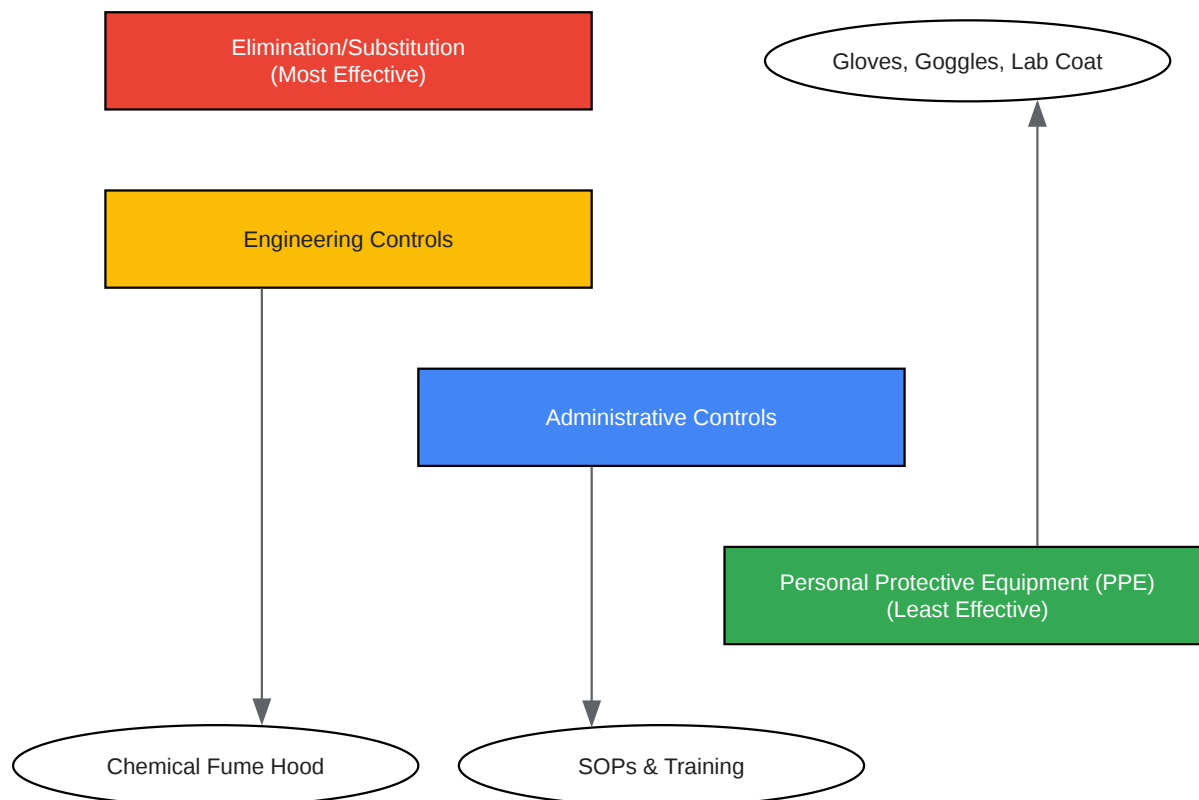 Elimination/Substitution
(Most Effective)
Gloves, Goggles, Lab Coat
Engineering Controls
Administrative Controls
Personal Protective Equipment (PPE)
(Least Effective)
Chemical Fume Hood
SOPs & Training